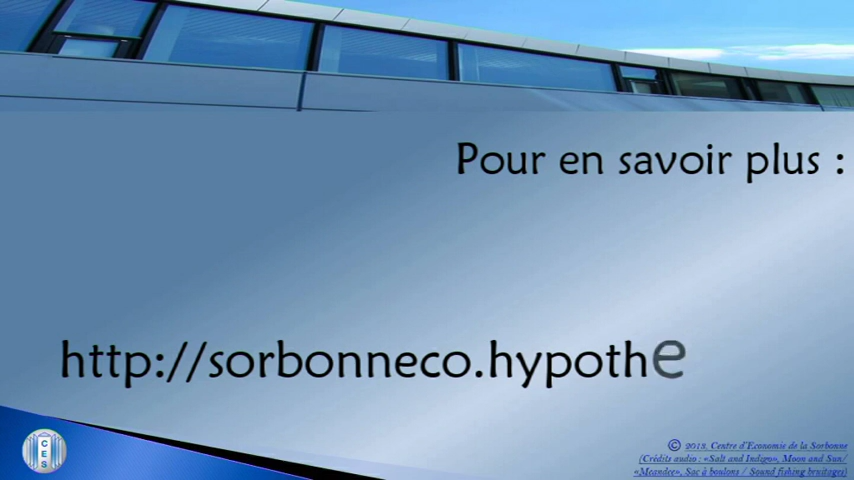 Pour en savoir plus :
http://sorbonneco.hypothe
CES
© 2013. Centre d'Economie de la Sorbonne
(Crédits audio : «Salt and Indigo», Moon and Sun/
«Meandee», Sac à boulons / Sound fishing bruitages)